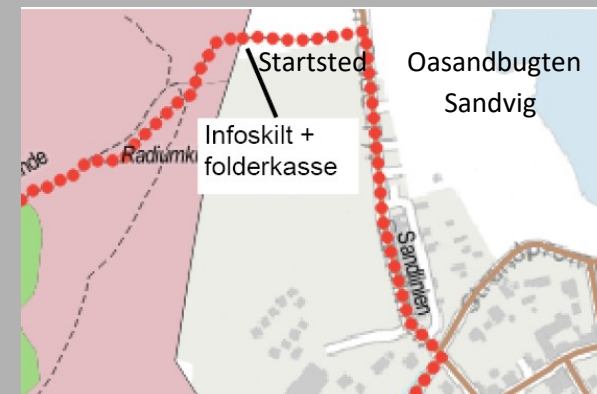 Startsted
Oasandbugten
Sandvig
Infoskilt +
folderkasse
Sandlinien